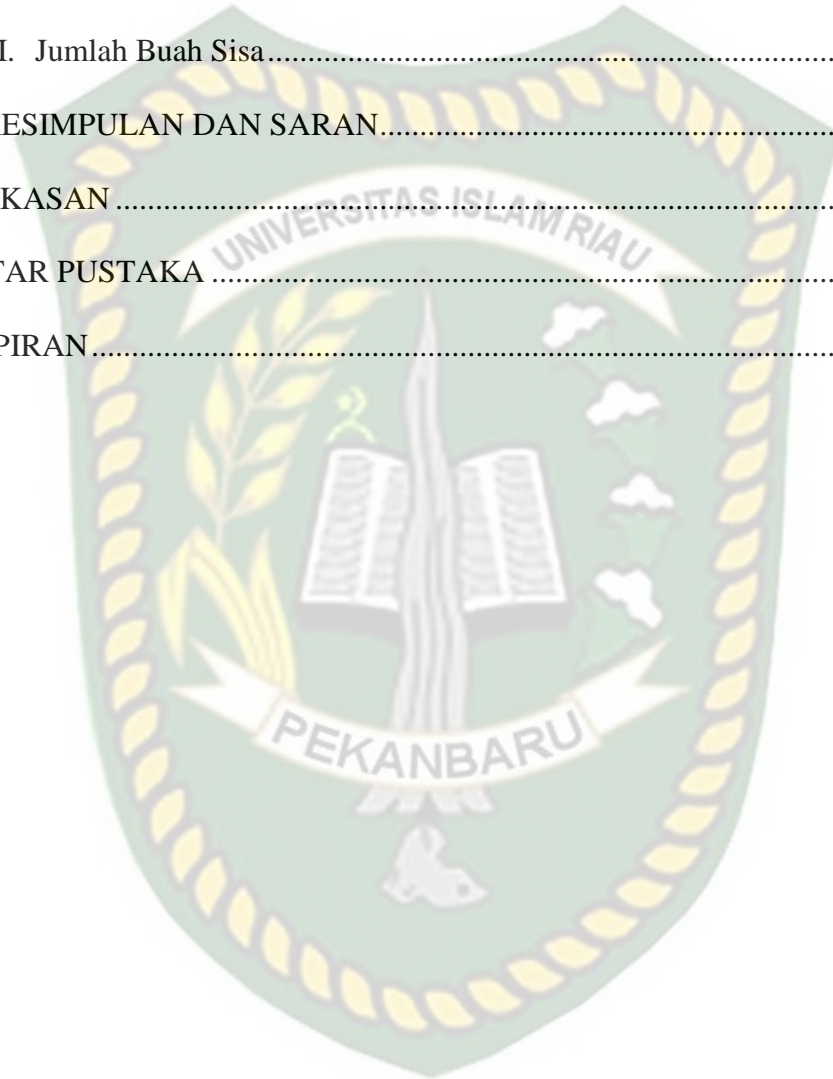 I. Jumlah Buah Sisa
ESIMPULAN DAN SARAN
KASAN
TAR PUSTAKA
PIRAN
UNIVERSITAS ISLAM RIAU
PEKANBARU